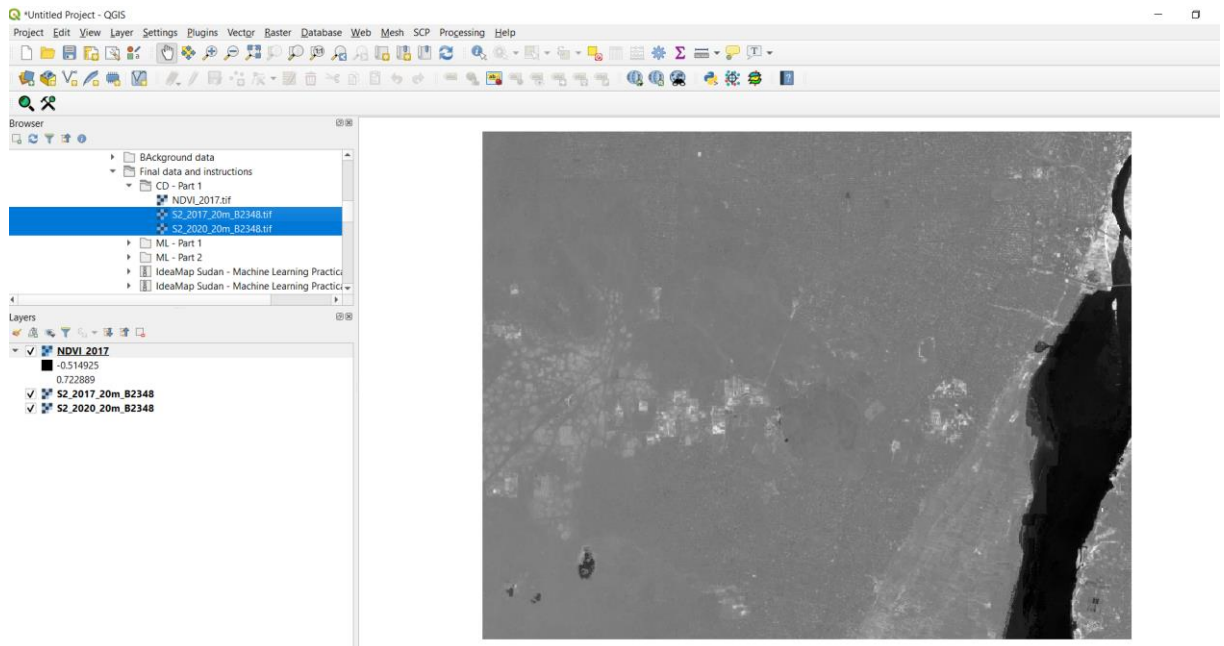 *Untitled Project - QGIS
Project Edit View Layer Settings Plugins Vector Raster Database Web Mesh SCP Processing Help
Browser
BAckground data
Final data and instructions
CD - Part 1
NDVI_2017.tif
S2_2017_20m_B2348.tif
S2_2020_20m_B2348.tif
ML - Part 1
ML - Part 2
IdeaMap Sudan - Machine Learning Practica
IdeaMap Sudan - Machine Learning Practica
Layers
NDVI_2017
-0.514925
0.722889
S2_2017_20m_B2348
S2_2020_20m_B2348